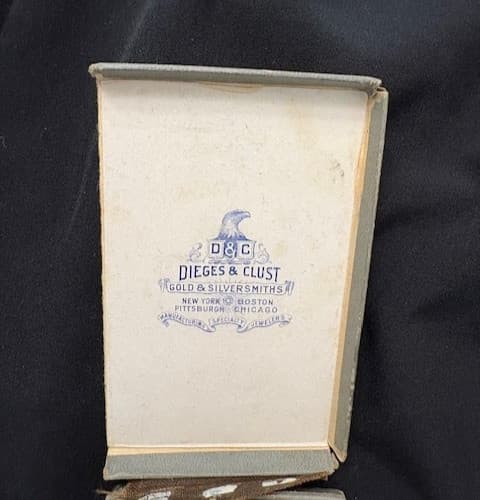 D & C
DIEGES & CLUST
GOLD & SILVERSMITHS
NEW YORK BOSTON
PITTSBURGH CHICAGO
MANUFACTURING SPECIALTY JEWELERS